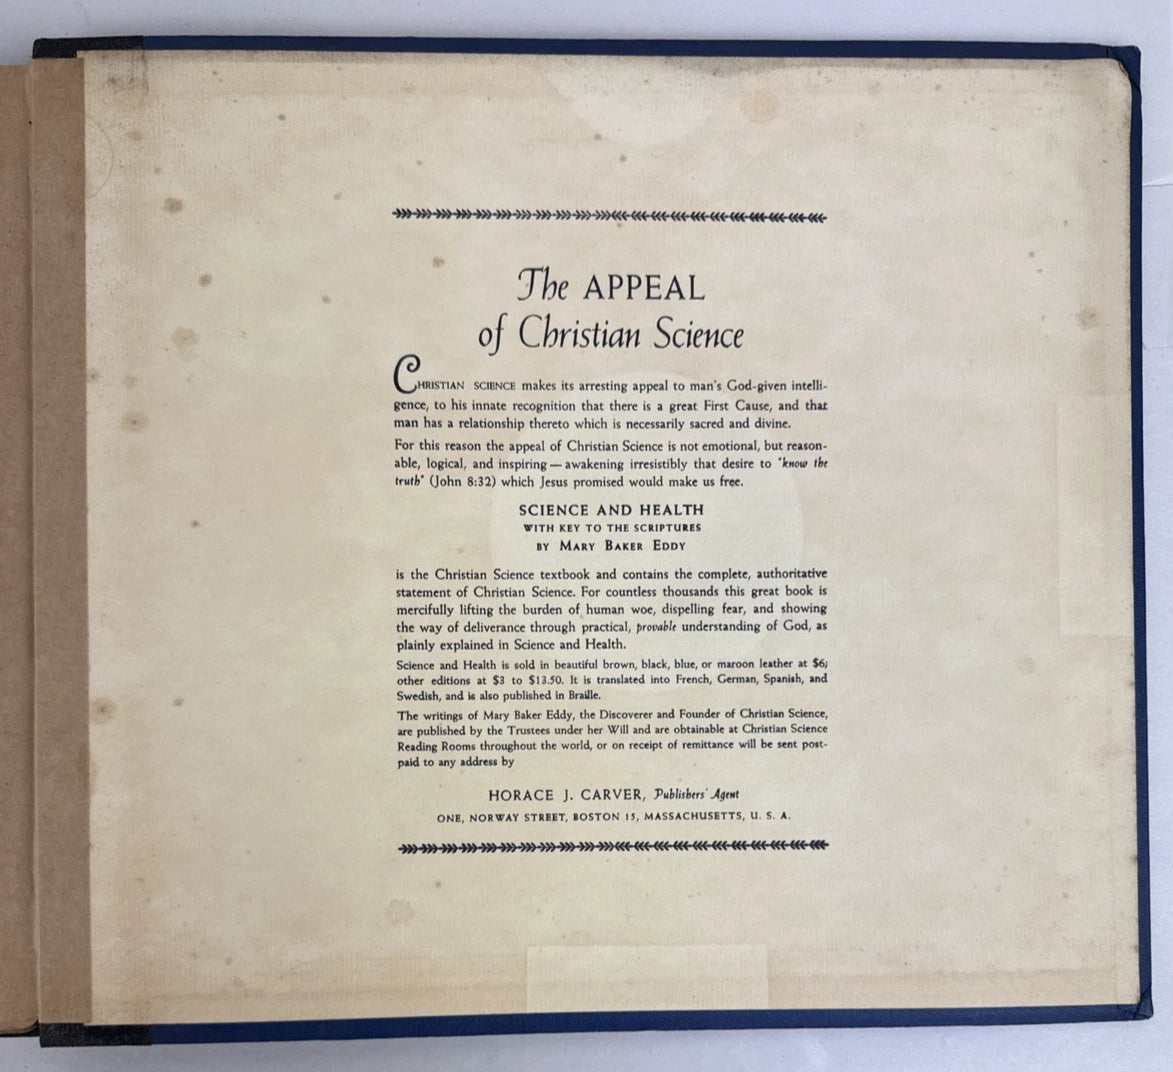 The APPEAL
of Christian Science
CHRISTIAN SCIENCE makes its arresting appeal to man's God-given intelli-
gence, to his innate recognition that there is a great First Cause, and that
man has a relationship thereto which is necessarily sacred and divine.
For this reason the appeal of Christian Science is not emotional, but reason-
able, logical, and inspiring — awakening irresistibly that desire to "know the
truth" (John 8:32) which Jesus promised would make us free.
SCIENCE AND HEALTH
WITH KEY TO THE SCRIPTURES
BY MARY BAKER EDDY
is the Christian Science textbook and contains the complete, authoritative
statement of Christian Science. For countless thousands this great book is
mercifully lifting the burden of human woe, dispelling fear, and showing
the way of deliverance through practical, provable understanding of God, as
plainly explained in Science and Health.
Science and Health is sold in beautiful brown, black, blue, or maroon leather at $6;
other editions at $3 to $13.50. It is translated into French, German, Spanish, and
Swedish, and is also published in Braille.
The writings of Mary Baker Eddy, the Discoverer and Founder of Christian Science,
are published by the Trustees under her Will and are obtainable at Christian Science
Reading Rooms throughout the world, or on receipt of remittance will be sent post-
paid to any address by
HORACE J. CARVER, Publishers' Agent
ONE, NORWAY STREET, BOSTON 15, MASSACHUSETTS, U. S. A.